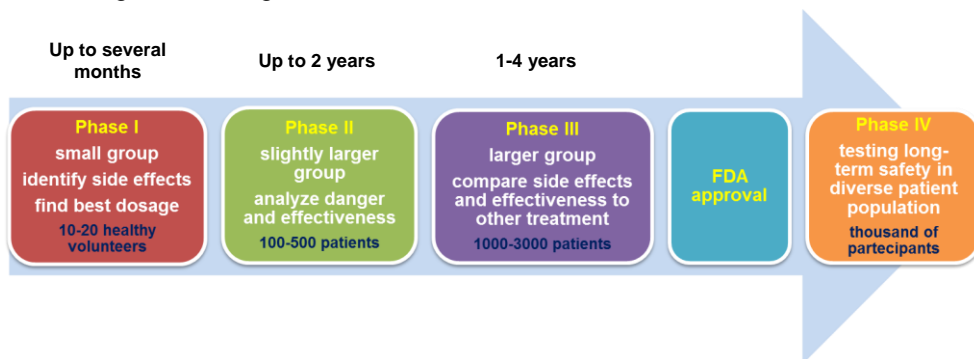 Up to several
months
Up to 2 years
1-4 years
Phase I
small group
identify side effects
find best dosage
10-20 healthy
volunteers
Phase II
slightly larger
group
analyze danger
and effectiveness
100-500 patients
Phase III
larger group
compare side effects
and effectiveness to
other treatment
1000-3000 patients
FDA
approval
Phase IV
testing long-
term safety in
diverse patient
population
thousand of
partecipants